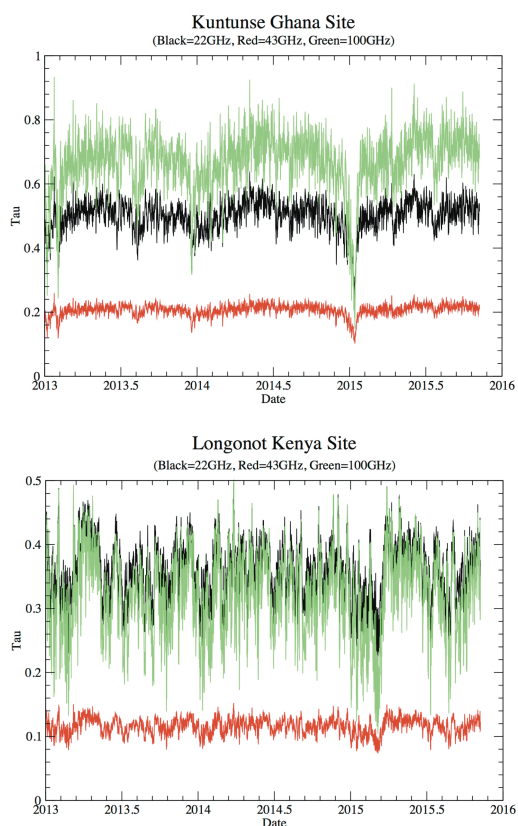 Kuntunse Ghana Site
(Black=22GHz, Red=43GHz, Green=100GHz)
1
0.8
0.6
Tau
0.4
0.2
0
2013 2013.5 2014 2014.5 2015 2015.5 2016
Date
Longonot Kenya Site
(Black=22GHz, Red=43GHz, Green=100GHz)
0.5
0.4
0.3
Tau
0.2
0.1
0
2013 2013.5 2014 2014.5 2015 2015.5 2016
Date